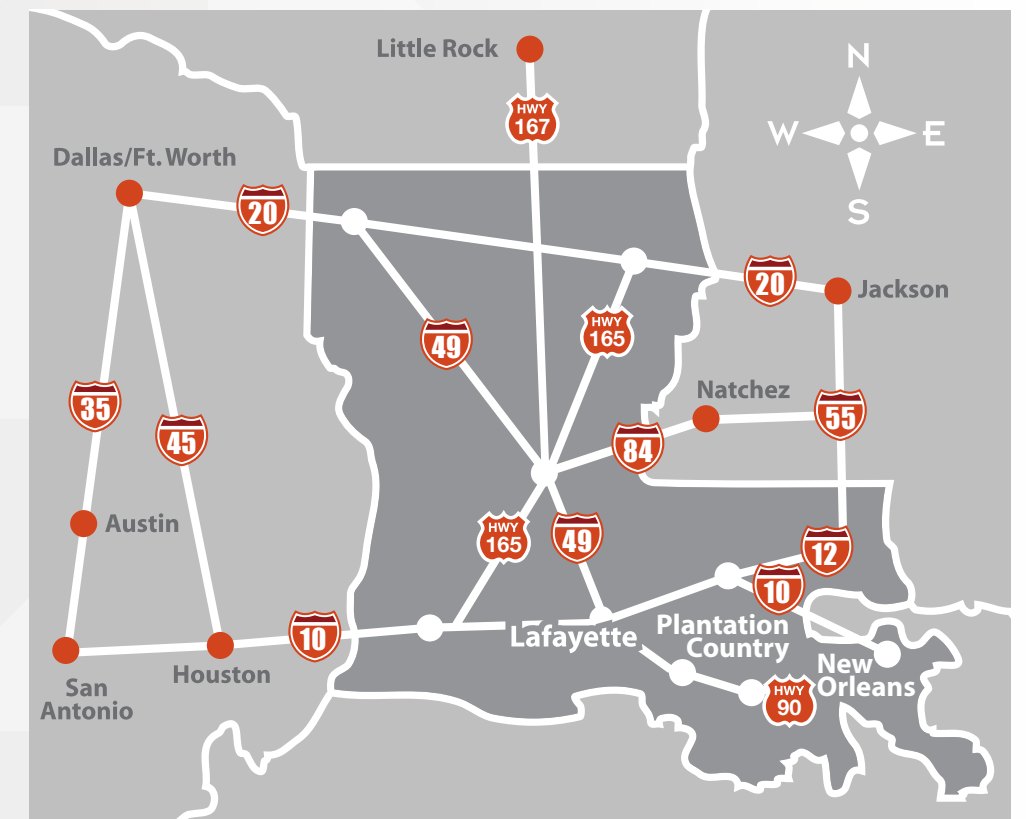 Little Rock
HWY
167
N
W
E
S
Dallas/Ft. Worth
20
20
Jackson
HWY
165
49
Natchez
35
45
55
84
Austin
HWY
165
49
12
10
10
Lafayette
Plantation
Country
Houston
New
Orleans
San
Antonio
HWY
90